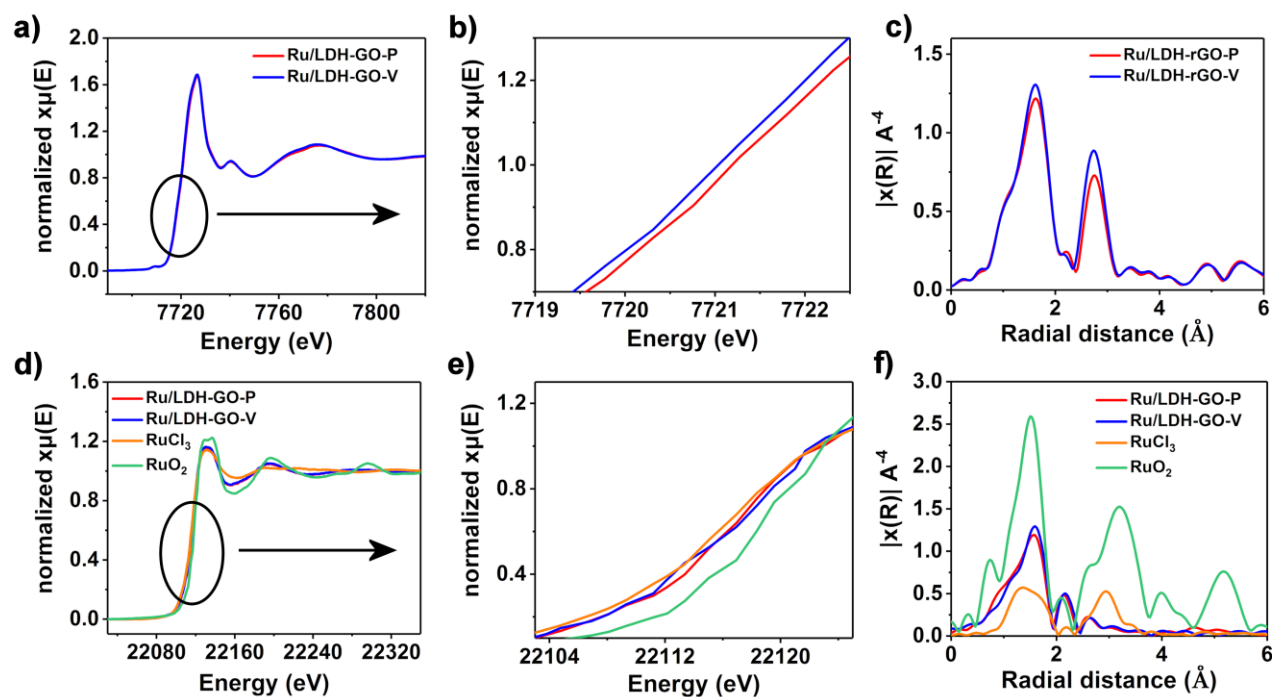 a)
normalized xμ(E)
2.0
1.6
1.2
0.8
0.4
0.0
Ru/LDH-GO-P
Ru/LDH-GO-V
7720 7760 7800
Energy (eV)
b)
normalized xμ(E)
1.2
1.0
0.8
7719 7720 7721 7722
Energy (eV)
c)
|x(R)| A⁻⁴
1.5
1.0
0.5
0.0
Ru/LDH-rGO-P
Ru/LDH-rGO-V
0 2 4 6
Radial distance (Å)
d)
normalized xμ(E)
1.6
1.2
0.8
0.4
0.0
Ru/LDH-GO-P
Ru/LDH-GO-V
RuCl₃
RuO₂
22080 22160 22240 22320
Energy (eV)
e)
normalized xμ(E)
1.2
0.8
0.4
22104 22112 22120
Energy (eV)
f)
|x(R)| A⁻⁴
3.0
2.5
2.0
1.5
1.0
0.5
0.0
Ru/LDH-GO-P
Ru/LDH-GO-V
RuCl₃
RuO₂
0 2 4 6
Radial distance (Å)